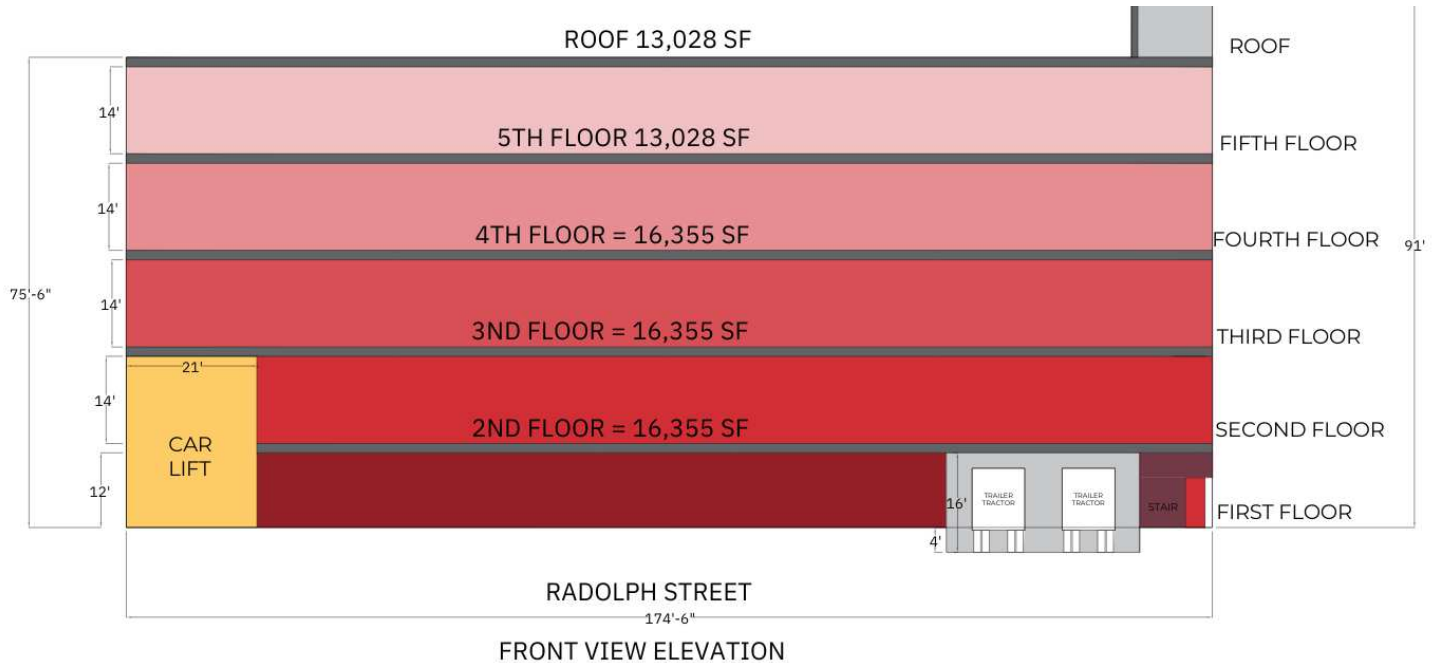 ROOF 13,028 SF
ROOF
14'
5TH FLOOR 13,028 SF
FIFTH FLOOR
14'
4TH FLOOR = 16,355 SF
FOURTH FLOOR
91'
75'-6"
14'
3ND FLOOR = 16,355 SF
THIRD FLOOR
21'
14'
2ND FLOOR = 16,355 SF
SECOND FLOOR
CAR
LIFT
12'
16'
TRAILER
TRACTOR
TRAILER
TRACTOR
STAIR
FIRST FLOOR
4'
RADOLPH STREET
174'-6"
FRONT VIEW ELEVATION